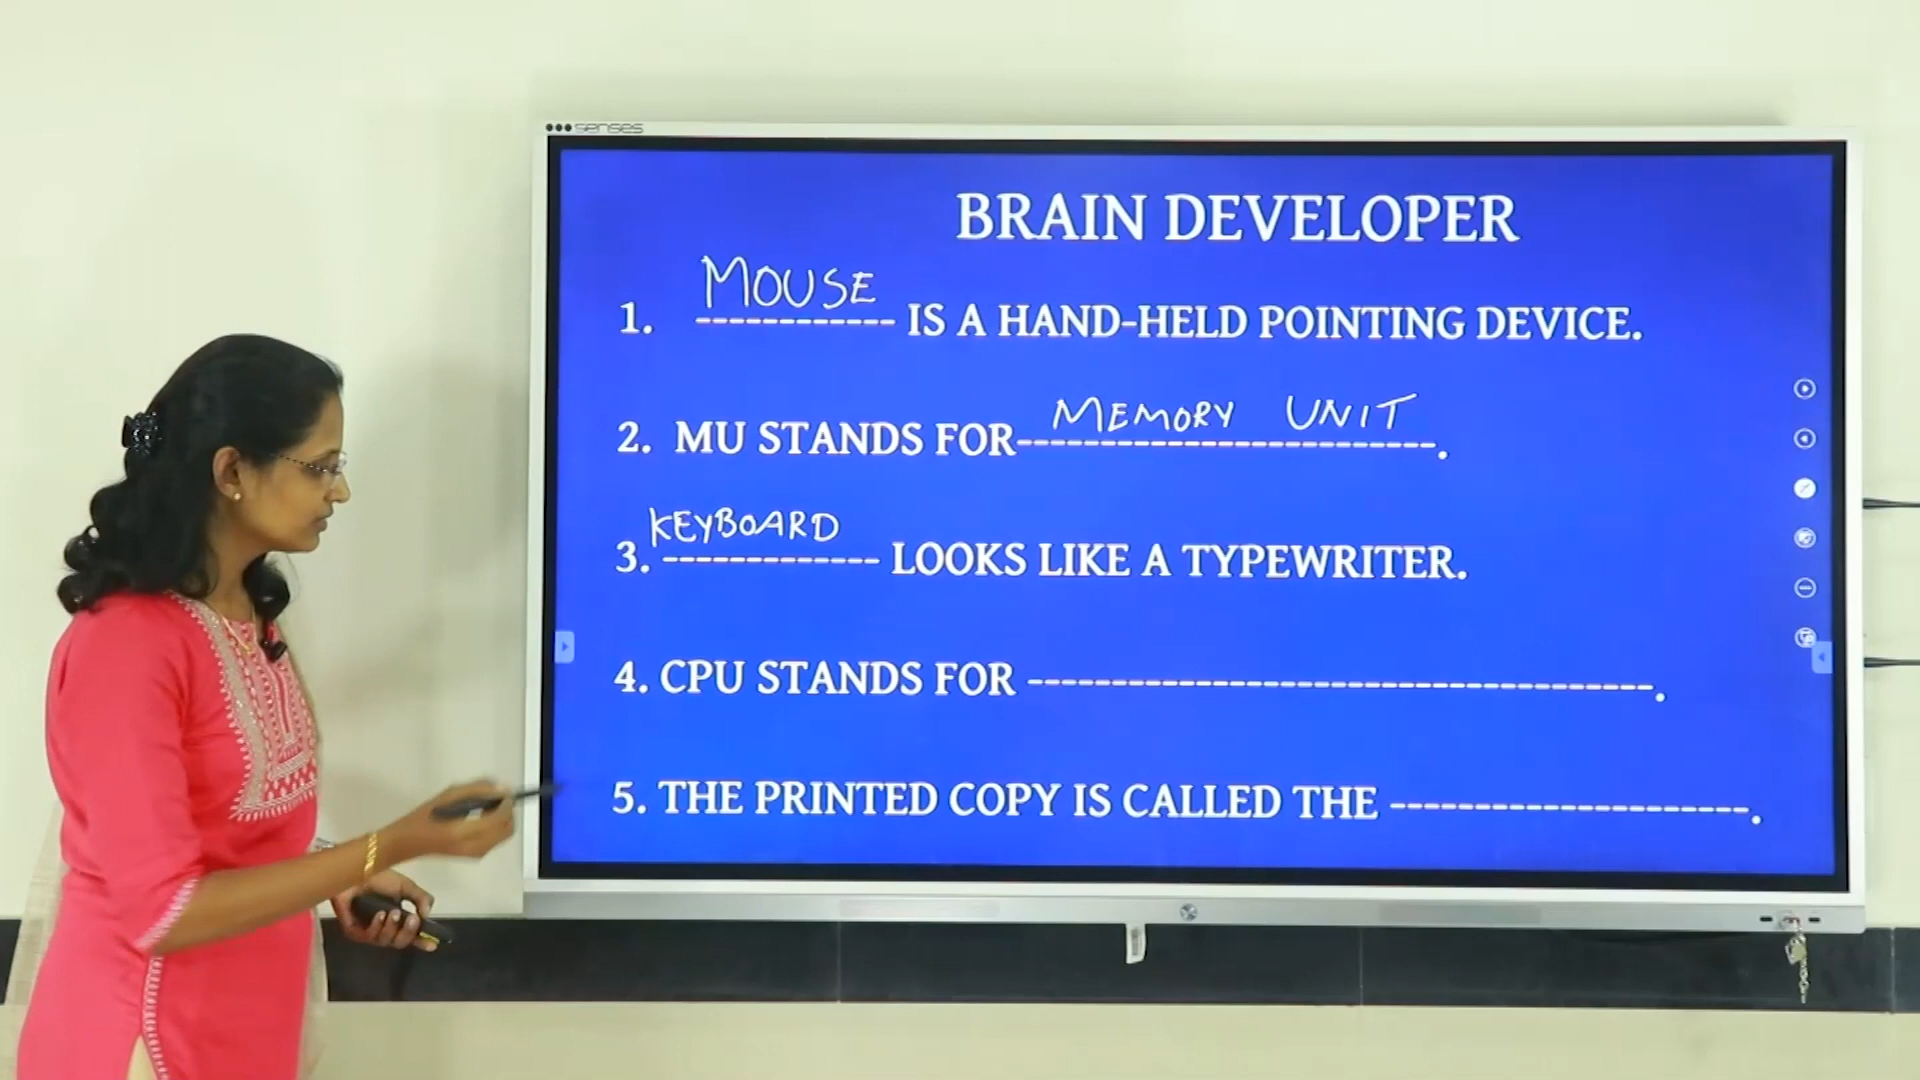 senses
BRAIN DEVELOPER
1. MOUSE ------------ IS A HAND-HELD POINTING DEVICE.
2. MU STANDS FOR MEMORY UNIT -------------------------.
3. KEYBOARD ------------- LOOKS LIKE A TYPEWRITER.
4. CPU STANDS FOR --------------------------------------.
5. THE PRINTED COPY IS CALLED THE ---------------------.